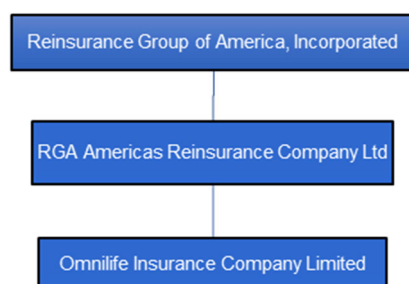 Reinsurance Group of America, Incorporated
RGA Americas Reinsurance Company Ltd
Omnilife Insurance Company Limited